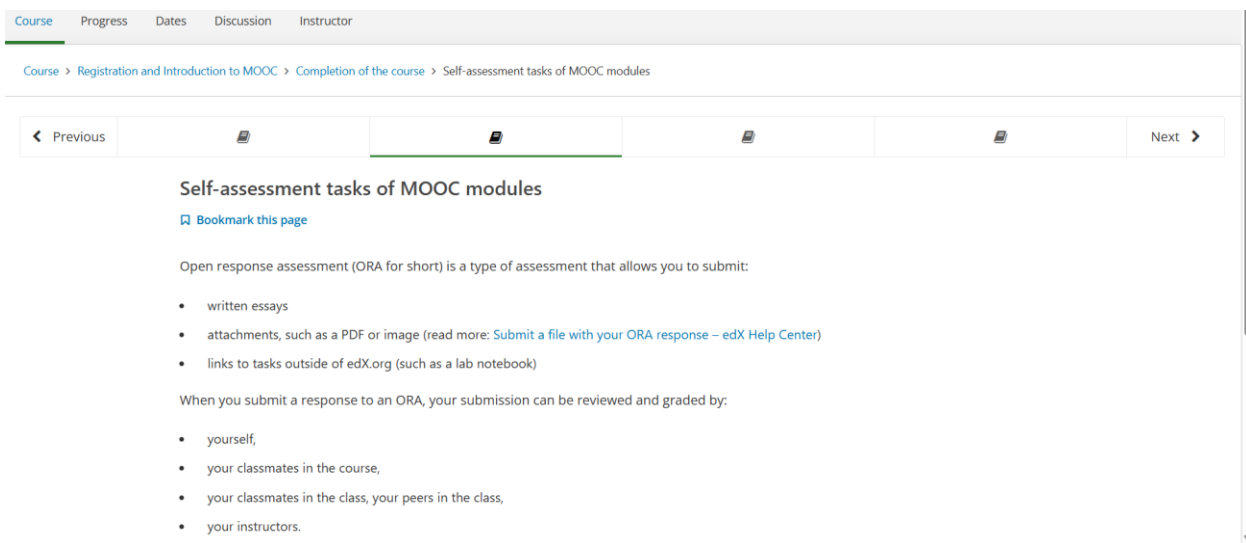 Course Progress Dates Discussion Instructor
Course > Registration and Introduction to MOOC > Completion of the course > Self-assessment tasks of MOOC modules
Previous Next
Self-assessment tasks of MOOC modules
Bookmark this page
Open response assessment (ORA for short) is a type of assessment that allows you to submit:
• written essays
• attachments, such as a PDF or image (read more: Submit a file with your ORA response – edX Help Center)
• links to tasks outside of edX.org (such as a lab notebook)
When you submit a response to an ORA, your submission can be reviewed and graded by:
• yourself,
• your classmates in the course,
• your classmates in the class, your peers in the class,
• your instructors.